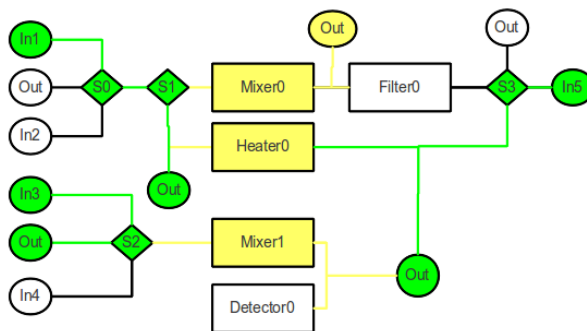 In1
Out
Out
Out
S0
S1
Mixer0
Filter0
S3
In5
In2
Heater0
Out
In3
Out
S2
Mixer1
Out
In4
Detector0